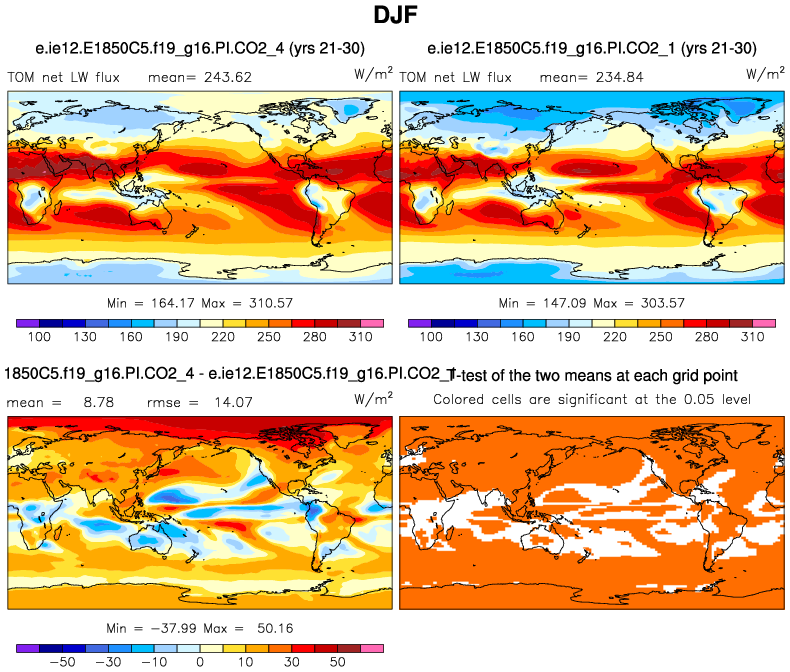 DJF
e.ie12.E1850C5.f19_g16.PI.CO2_4 (yrs 21-30)
e.ie12.E1850C5.f19_g16.PI.CO2_1 (yrs 21-30)
TOM net LW flux mean= 243.62 W/m²
TOM net LW flux mean= 234.84 W/m²
Min = 164.17 Max = 310.57
Min = 147.09 Max = 303.57
100 130 160 190 220 250 280 310
100 130 160 190 220 250 280 310
1850C5.f19_g16.PI.CO2_4 - e.ie12.E1850C5.f19_g16.PI.CO2_1
T-test of the two means at each grid point
mean = 8.78 rmse = 14.07 W/m²
Colored cells are significant at the 0.05 level
Min = −37.99 Max = 50.16
−50 −30 −10 0 10 30 50